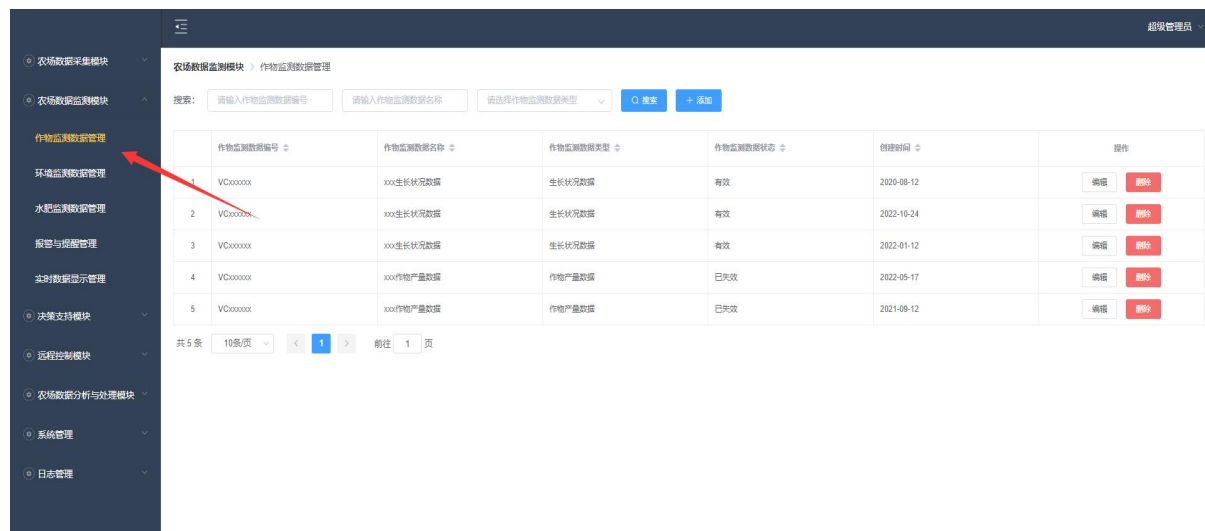 超级管理员
农场数据采集模块
农场数据监测模块
作物监测数据管理
环境监测数据管理
水肥监测数据管理
报警与提醒管理
实时数据显示管理
决策支持模块
远程控制模块
农场数据分析与处理模块
系统管理
日志管理
农场数据监测模块 > 作物监测数据管理
搜索: 请输入作物监测数据编号 请输入作物监测数据名称 请选择作物监测数据类型 搜索 + 添加
作物监测数据编号 作物监测数据名称 作物监测数据类型 作物监测数据状态 创建时间 操作
1 VCxxxxxx xxx生长状况数据 生长状况数据 有效 2020-08-12 编辑 删除
2 VCxxxxxx xxx生长状况数据 生长状况数据 有效 2022-10-24 编辑 删除
3 VCxxxxxx xxx生长状况数据 生长状况数据 有效 2022-01-12 编辑 删除
4 VCxxxxxx xxx作物产量数据 作物产量数据 已失效 2022-05-17 编辑 删除
5 VCxxxxxx xxx作物产量数据 作物产量数据 已失效 2021-09-12 编辑 删除
共 5 条 10条/页 < 1 > 前往 1 页